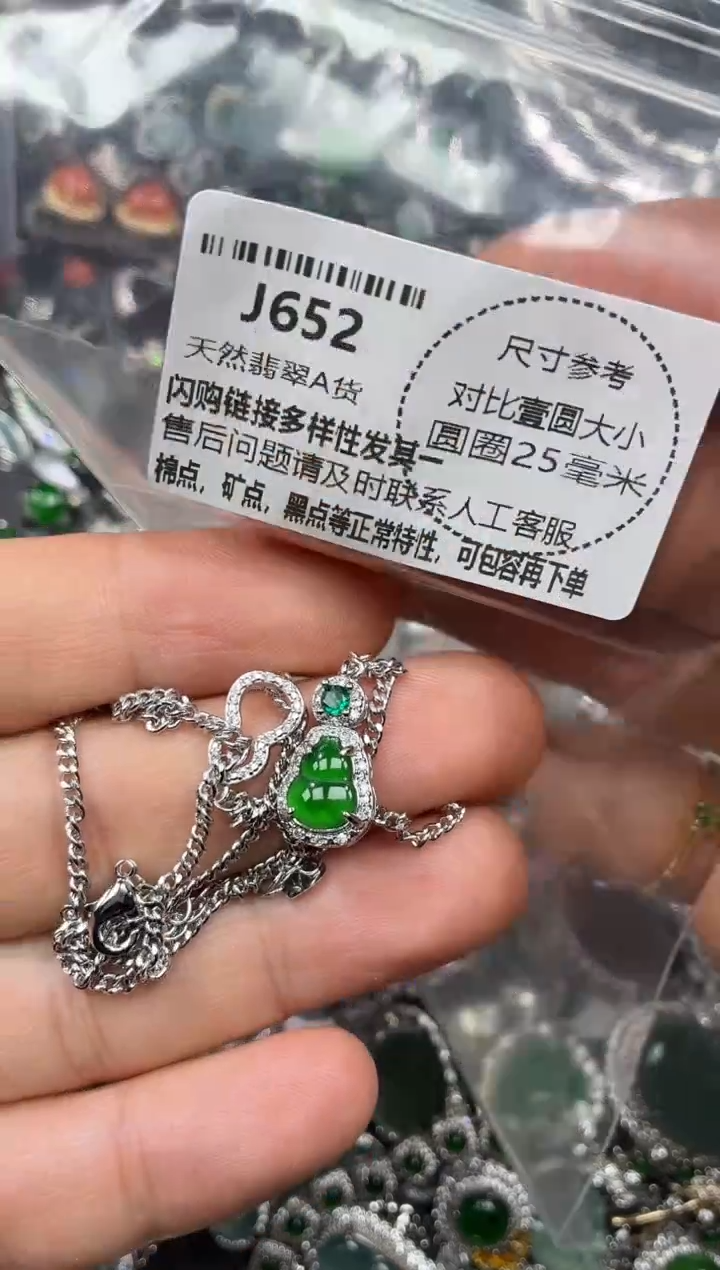 J652
天然翡翠A货
闪购链接多样性发其一
售后问题请及时联系人工客服
棉点，矿点，黑点等正常特性，可包容再下单
尺寸参考
对比壹圆大小
圆圈25毫米